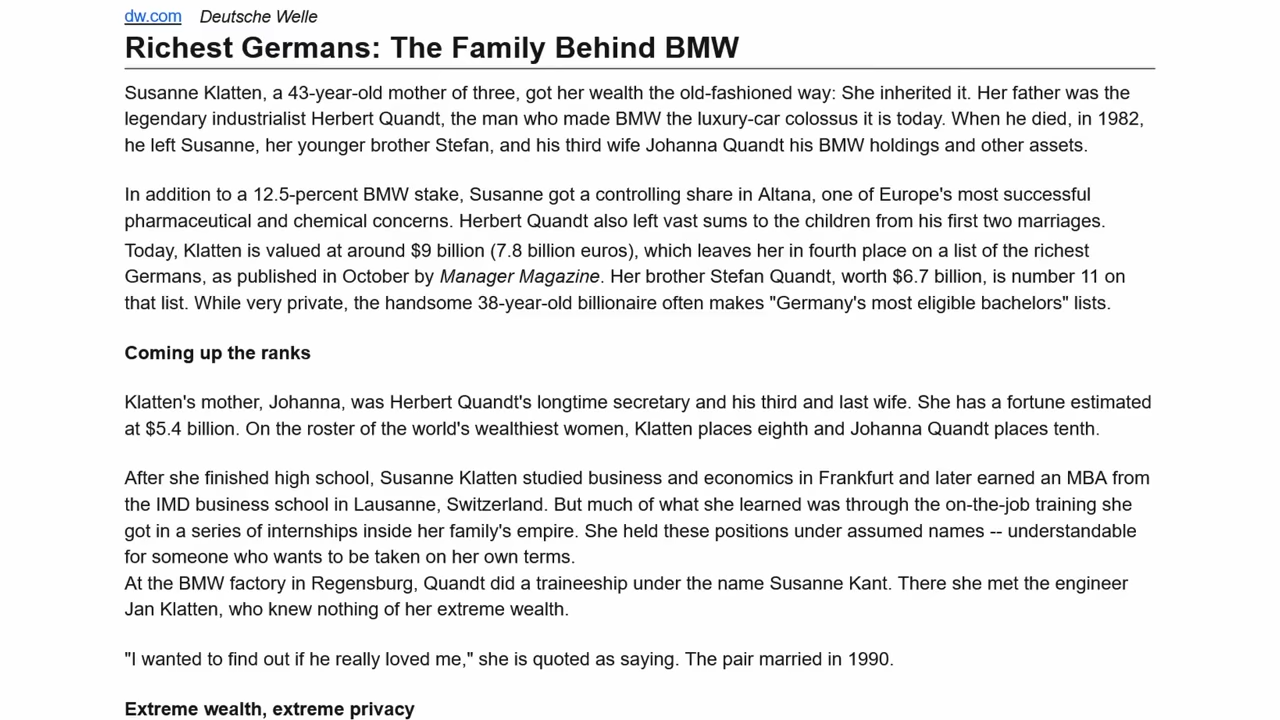 dw.com Deutsche Welle
Richest Germans: The Family Behind BMW
Susanne Klatten, a 43-year-old mother of three, got her wealth the old-fashioned way: She inherited it. Her father was the
legendary industrialist Herbert Quandt, the man who made BMW the luxury-car colossus it is today. When he died, in 1982,
he left Susanne, her younger brother Stefan, and his third wife Johanna Quandt his BMW holdings and other assets.
In addition to a 12.5-percent BMW stake, Susanne got a controlling share in Altana, one of Europe's most successful
pharmaceutical and chemical concerns. Herbert Quandt also left vast sums to the children from his first two marriages.
Today, Klatten is valued at around $9 billion (7.8 billion euros), which leaves her in fourth place on a list of the richest
Germans, as published in October by Manager Magazine. Her brother Stefan Quandt, worth $6.7 billion, is number 11 on
that list. While very private, the handsome 38-year-old billionaire often makes "Germany's most eligible bachelors" lists.
Coming up the ranks
Klatten's mother, Johanna, was Herbert Quandt's longtime secretary and his third and last wife. She has a fortune estimated
at $5.4 billion. On the roster of the world's wealthiest women, Klatten places eighth and Johanna Quandt places tenth.
After she finished high school, Susanne Klatten studied business and economics in Frankfurt and later earned an MBA from
the IMD business school in Lausanne, Switzerland. But much of what she learned was through the on-the-job training she
got in a series of internships inside her family's empire. She held these positions under assumed names -- understandable
for someone who wants to be taken on her own terms.
At the BMW factory in Regensburg, Quandt did a traineeship under the name Susanne Kant. There she met the engineer
Jan Klatten, who knew nothing of her extreme wealth.
"I wanted to find out if he really loved me," she is quoted as saying. The pair married in 1990.
Extreme wealth, extreme privacy